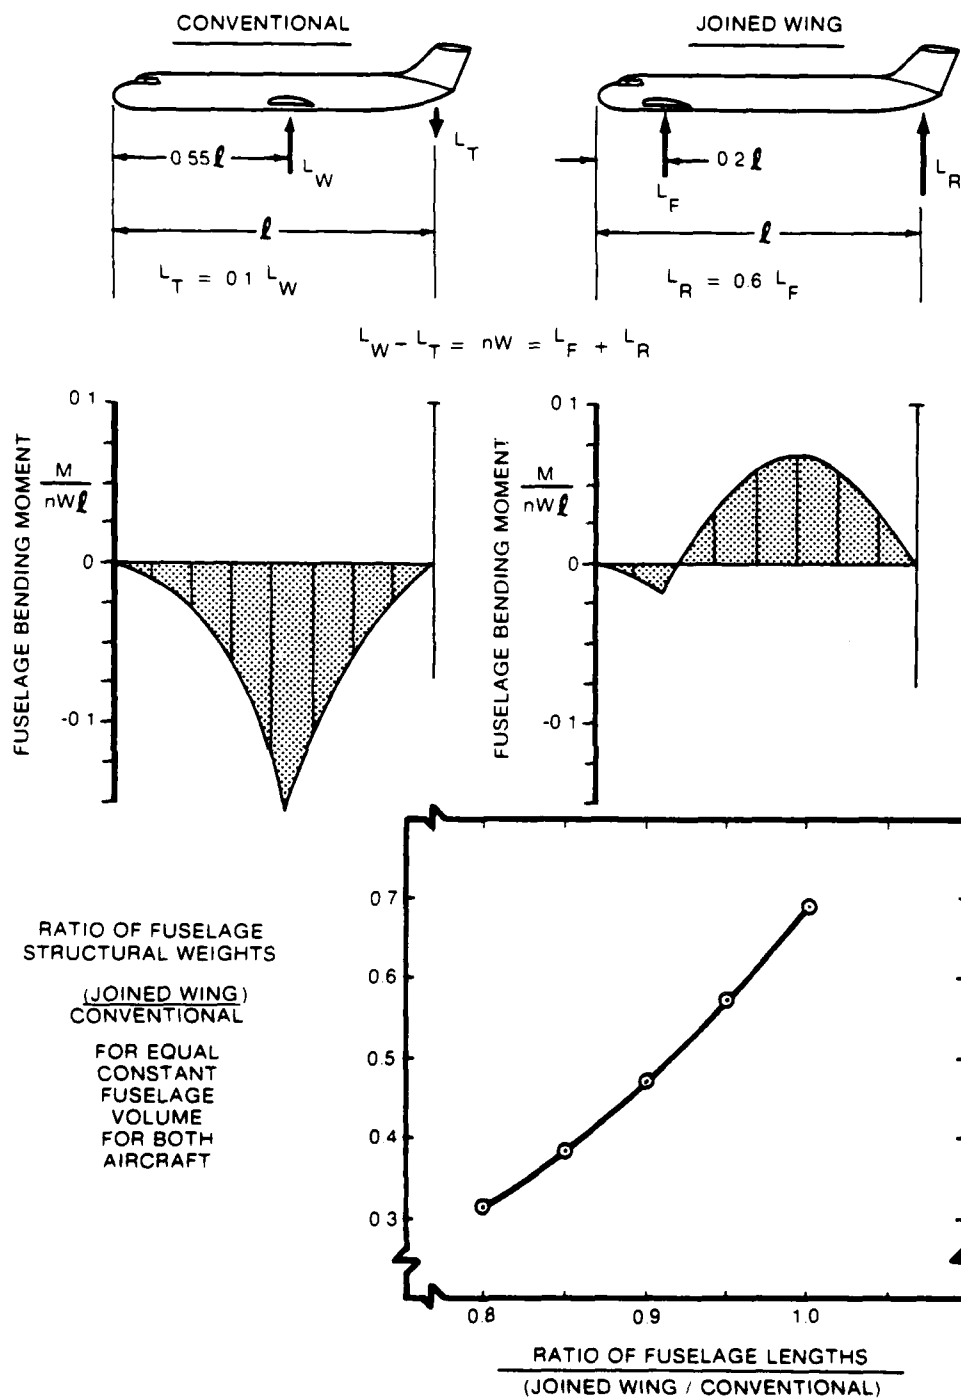 CONVENTIONAL
JOINED WING
0.55ℓ
L_W
L_T
0.2ℓ
L_F
L_R
ℓ
ℓ
L_T = 0.1 L_W
L_R = 0.6 L_F
L_W - L_T = nW = L_F + L_R
FUSELAGE BENDING MOMENT
M
nWℓ
0.1
0
-0.1
FUSELAGE BENDING MOMENT
M
nWℓ
0.1
0
-0.1
RATIO OF FUSELAGE
STRUCTURAL WEIGHTS
(JOINED WING)
CONVENTIONAL
FOR EQUAL
CONSTANT
FUSELAGE
VOLUME
FOR BOTH
AIRCRAFT
0.7
0.6
0.5
0.4
0.3
0.8
0.9
1.0
RATIO OF FUSELAGE LENGTHS
(JOINED WING / CONVENTIONAL)